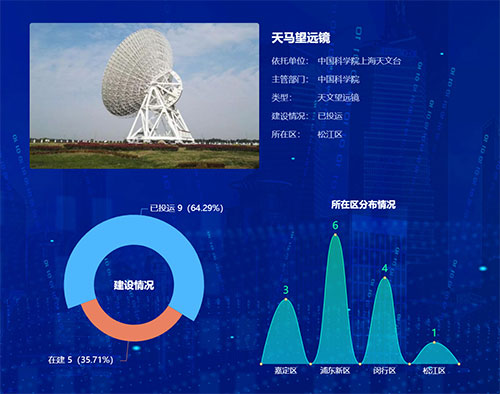 天马望远镜
依托单位： 中国科学院上海天文台
主管部门： 中国科学院
类型： 天文望远镜
建设情况： 已投运
所在区： 松江区
已投运 9（64.29%）
建设情况
在建 5（35.71%）
所在区分布情况
3
6
4
1
嘉定区 浦东新区 闵行区 松江区